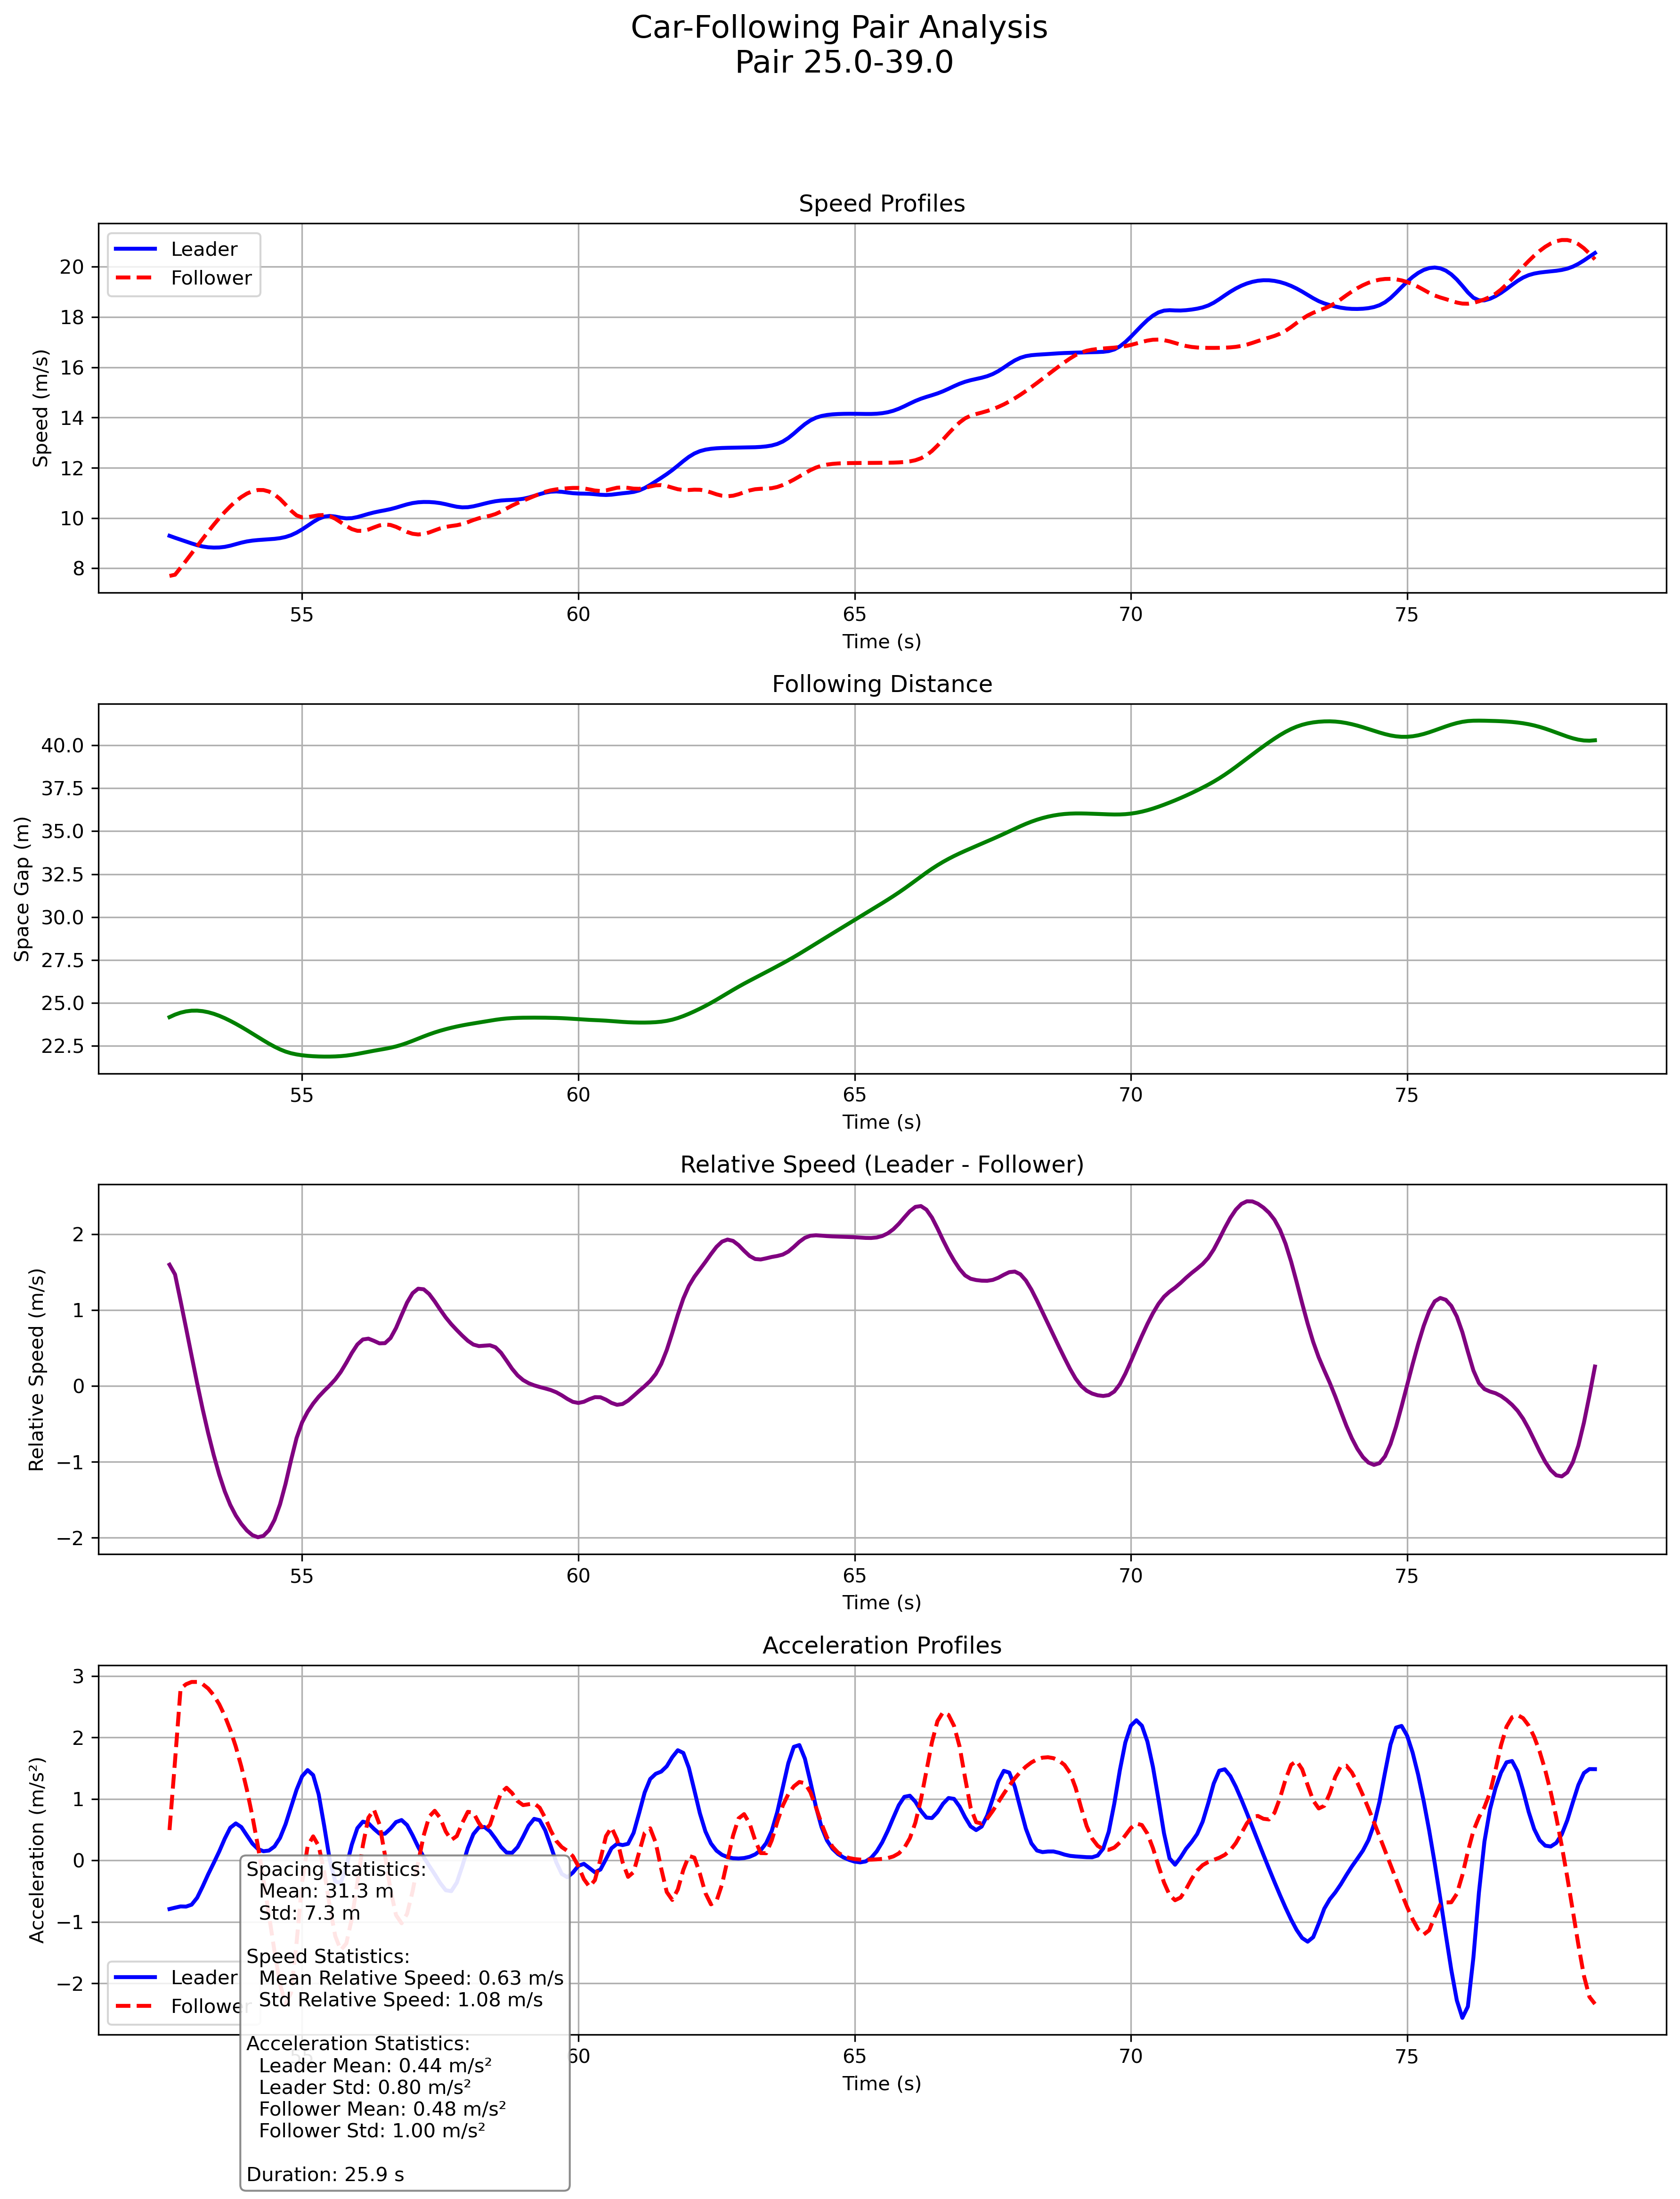 Car-Following Pair Analysis
Pair 25.0-39.0
Speed Profiles
Leader
Follower
Speed (m/s)
20
18
16
14
12
10
8
55 60 65 70 75
Time (s)
Following Distance
Space Gap (m)
40.0
37.5
35.0
32.5
30.0
27.5
25.0
22.5
55 60 65 70 75
Time (s)
Relative Speed (Leader - Follower)
Relative Speed (m/s)
2
1
0
−1
−2
55 60 65 70 75
Time (s)
Acceleration Profiles
Acceleration (m/s²)
3
2
1
0
−1
−2
Leader
Follower
55 60 65 70 75
Time (s)
Spacing Statistics:
Mean: 31.3 m
Std: 7.3 m
Speed Statistics:
Mean Relative Speed: 0.63 m/s
Std Relative Speed: 1.08 m/s
Acceleration Statistics:
Leader Mean: 0.44 m/s²
Leader Std: 0.80 m/s²
Follower Mean: 0.48 m/s²
Follower Std: 1.00 m/s²
Duration: 25.9 s